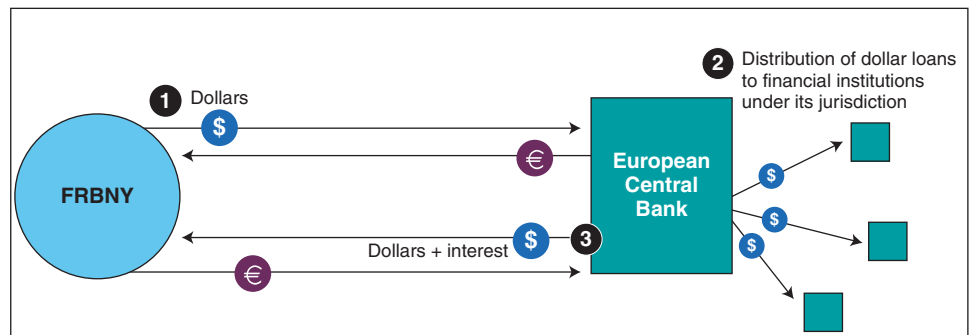 1 Dollars
$
€
FRBNY
2 Distribution of dollar loans
to financial institutions
under its jurisdiction
European
Central
Bank
$
$
$
Dollars + interest $ 3
€